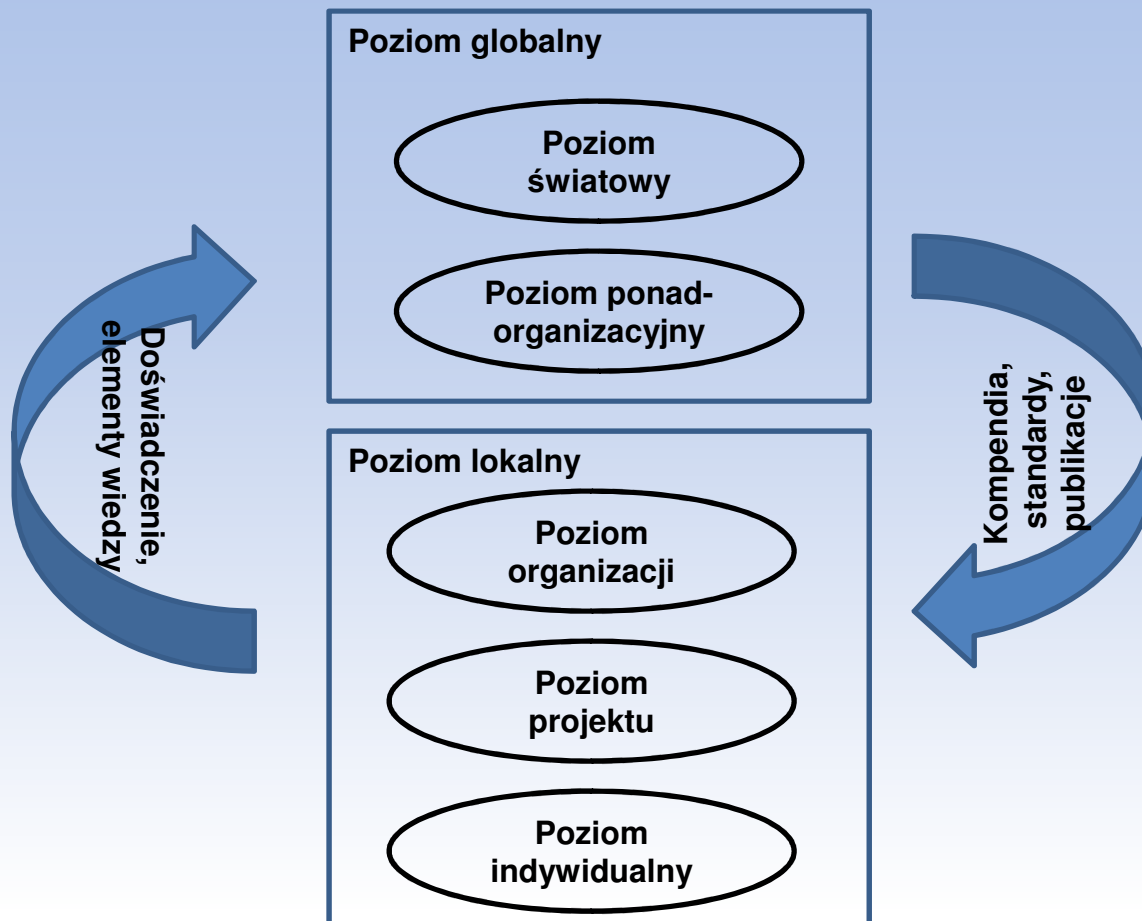 Poziom globalny
Poziom
światowy
Poziom ponad-
organizacyjny
Doświadczenie,
elementy wiedzy
Kompendia,
standardy,
publikacje
Poziom lokalny
Poziom
organizacji
Poziom
projektu
Poziom
indywidualny